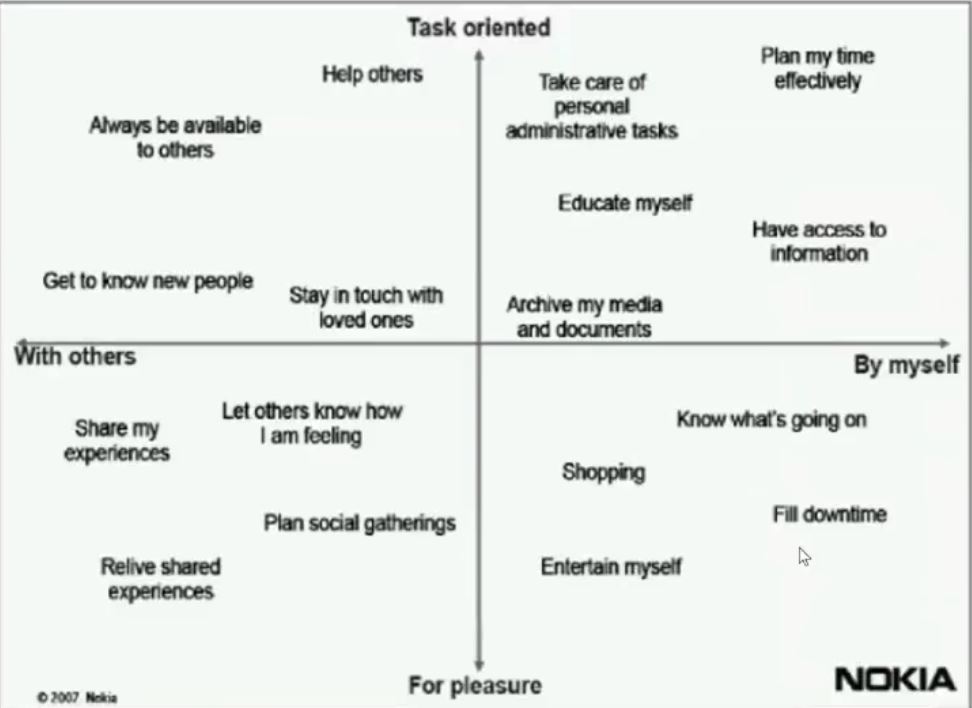 Task oriented
Help others
Plan my time
effectively
Take care of
personal
administrative tasks
Always be available
to others
Educate myself
Have access to
information
Get to know new people
Stay in touch with
loved ones
Archive my media
and documents
With others
By myself
Let others know how
I am feeling
Share my
experiences
Know what's going on
Shopping
Plan social gatherings
Fill downtime
Relive shared
experiences
Entertain myself
For pleasure
NOKIA
© 2007 Nokia